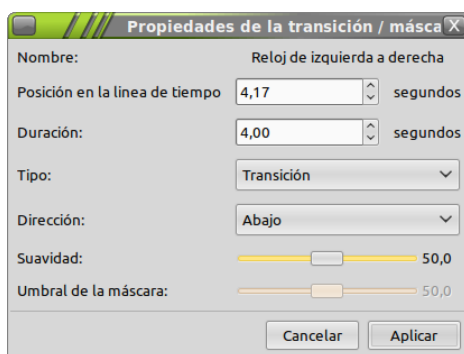 Propiedades de la transición / másca
Nombre: Reloj de izquierda a derecha
Posición en la linea de tiempo 4,17 segundos
Duración: 4,00 segundos
Tipo: Transición
Dirección: Abajo
Suavidad: 50,0
Umbral de la máscara: 50,0
Cancelar Aplicar